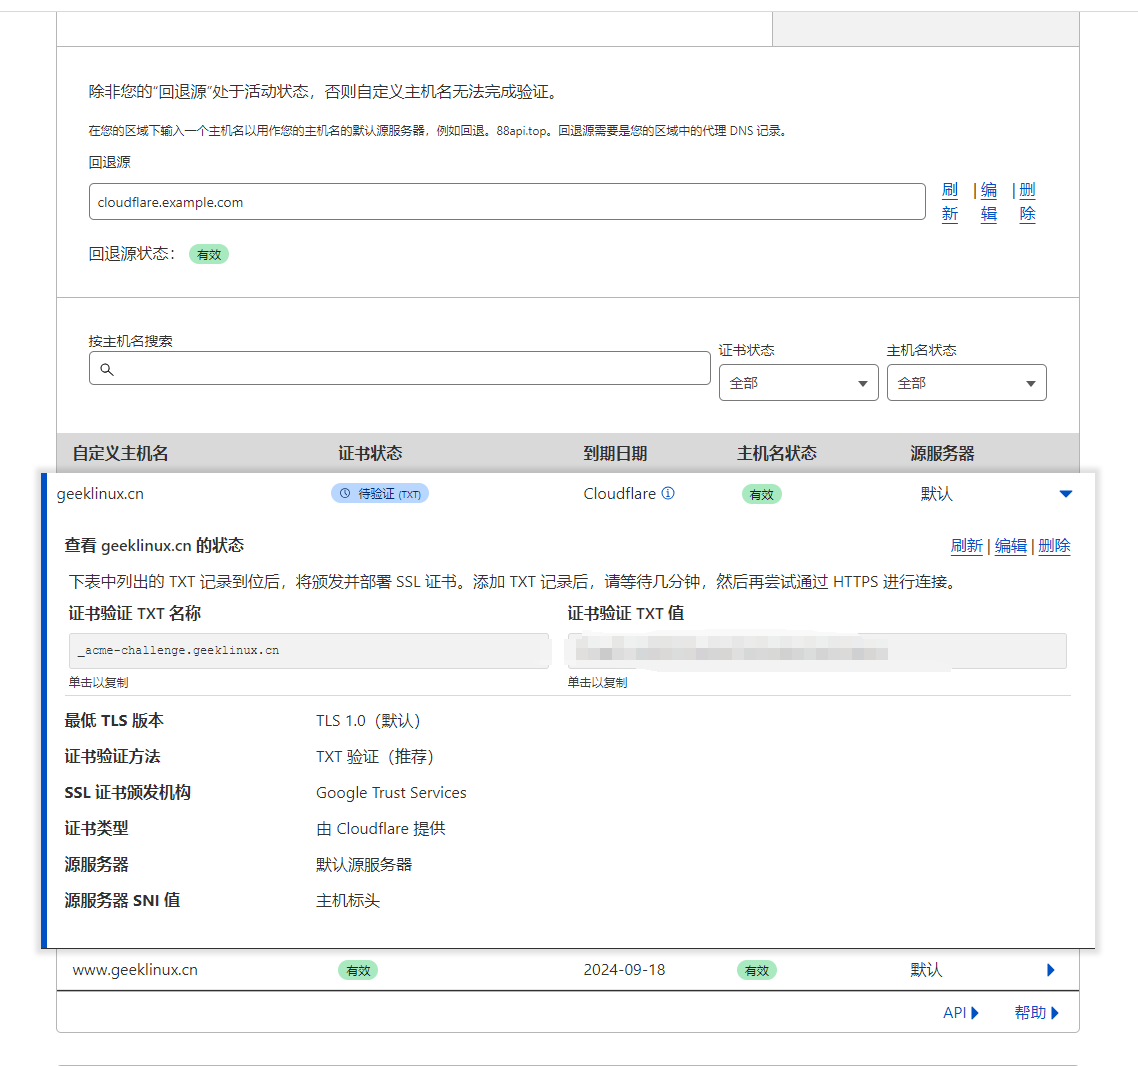 除非您的“回退源”处于活动状态，否则自定义主机名无法完成验证。
在您的区域下输入一个主机名以用作您的主机名的默认源服务器，例如回退。88api.top。回退源需要是您的区域中的代理 DNS 记录。
回退源
cloudflare.example.com
刷新 | 编辑 | 删除
回退源状态： 有效
按主机名搜索
证书状态 主机名状态
全部 全部
自定义主机名 证书状态 到期日期 主机名状态 源服务器
geeklinux.cn 待验证 (TXT) Cloudflare 有效 默认
查看 geeklinux.cn 的状态 刷新 | 编辑 | 删除
下表中列出的 TXT 记录到位后，将颁发并部署 SSL 证书。添加 TXT 记录后，请等待几分钟，然后再尝试通过 HTTPS 进行连接。
证书验证 TXT 名称 证书验证 TXT 值
_acme-challenge.geeklinux.cn
单击以复制 单击以复制
最低 TLS 版本 TLS 1.0（默认）
证书验证方法 TXT 验证（推荐）
SSL 证书颁发机构 Google Trust Services
证书类型 由 Cloudflare 提供
源服务器 默认源服务器
源服务器 SNI 值 主机标头
www.geeklinux.cn 有效 2024-09-18 有效 默认
API 帮助